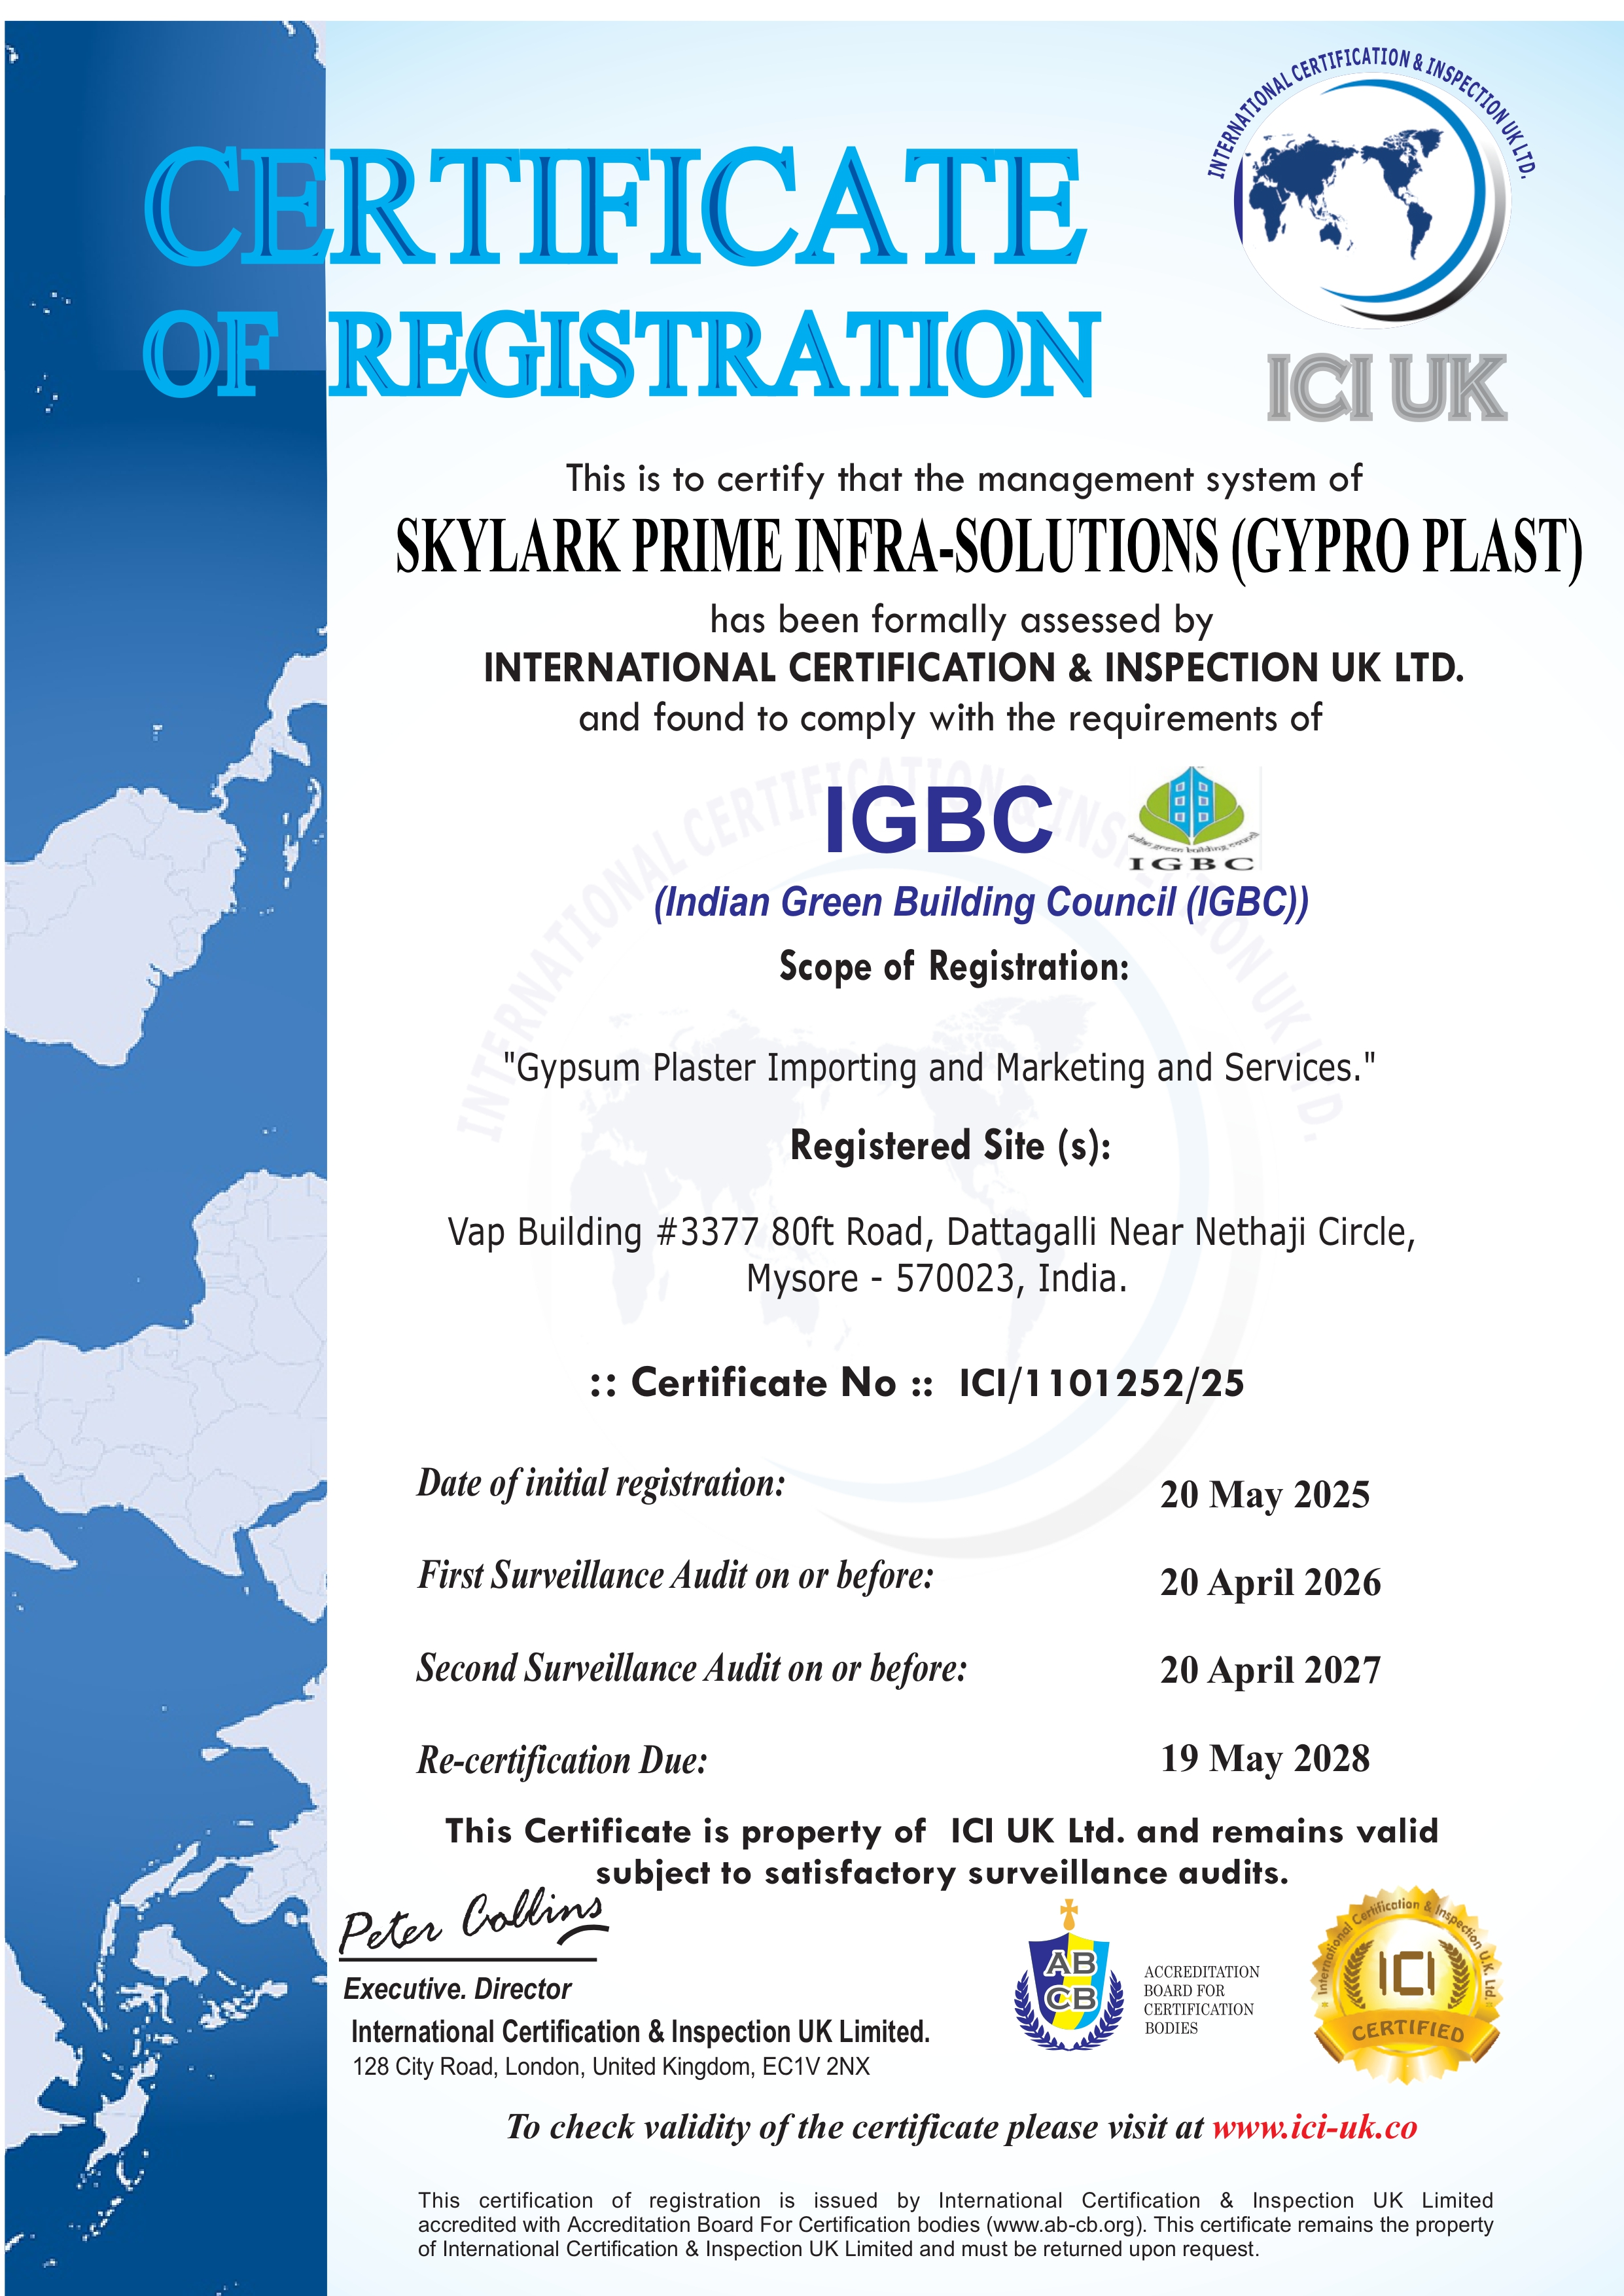 INTERNATIONAL CERTIFICATION & INSPECTION UK LTD.
CERTIFICATE
OF REGISTRATION
ICI UK
This is to certify that the management system of
SKYLARK PRIME INFRA-SOLUTIONS (GYPRO PLAST)
has been formally assessed by
INTERNATIONAL CERTIFICATION & INSPECTION UK LTD.
and found to comply with the requirements of
INTERNATIONAL CERTIFICATION & INSPECTION UK LTD.
IGBC
indian green building council
IGBC
(Indian Green Building Council (IGBC))
Scope of Registration:
"Gypsum Plaster Importing and Marketing and Services."
Registered Site (s):
Vap Building #3377 80ft Road, Dattagalli Near Nethaji Circle,
Mysore - 570023, India.
:: Certificate No :: ICI/1101252/25
Date of initial registration: 20 May 2025
First Surveillance Audit on or before: 20 April 2026
Second Surveillance Audit on or before: 20 April 2027
Re-certification Due: 19 May 2028
This Certificate is property of ICI UK Ltd. and remains valid
subject to satisfactory surveillance audits.
Peter Collins
Executive. Director
International Certification & Inspection UK Limited.
128 City Road, London, United Kingdom, EC1V 2NX
AB
CB
ACCREDITATION
BOARD FOR
CERTIFICATION
BODIES
International Certification & Inspection U.K. Ltd.
ICI
CERTIFIED
To check validity of the certificate please visit at www.ici-uk.co
This certification of registration is issued by International Certification & Inspection UK Limited
accredited with Accreditation Board For Certification bodies (www.ab-cb.org). This certificate remains the property
of International Certification & Inspection UK Limited and must be returned upon request.